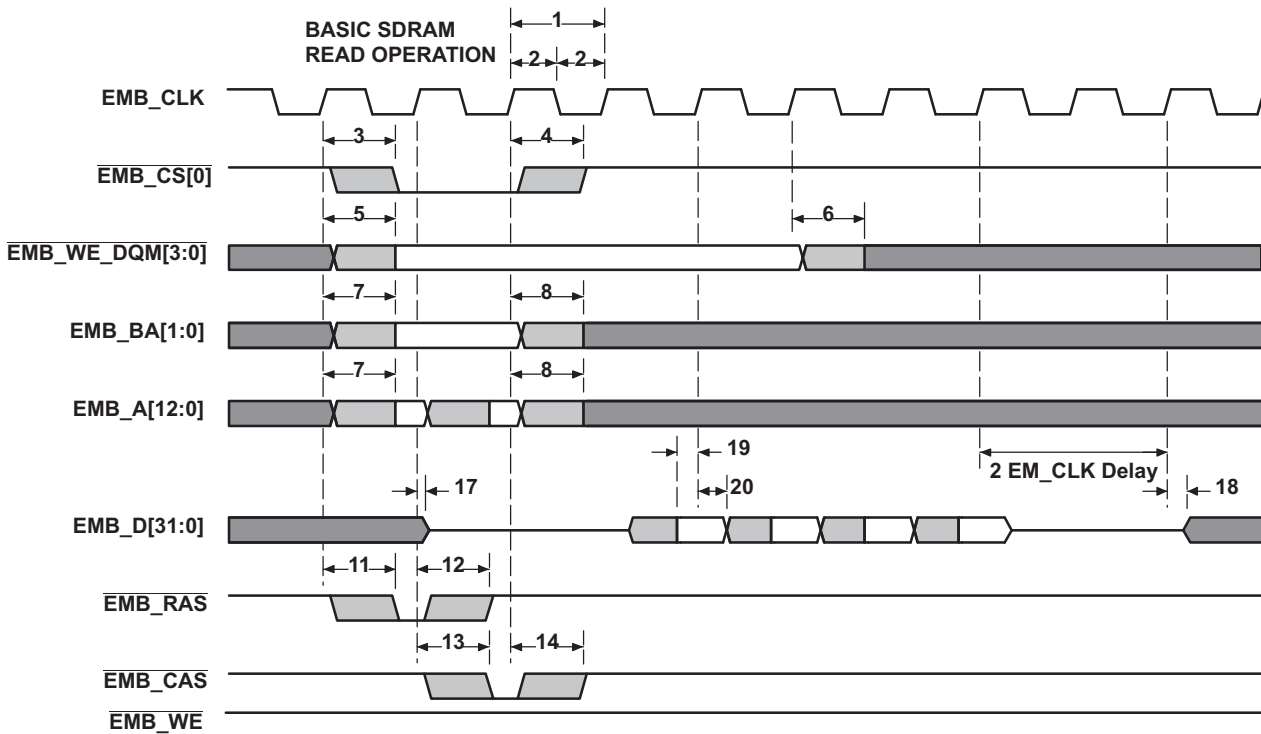 BASIC SDRAM
READ OPERATION
1
2 2
EMB_CLK
3 4
EMB_CS[0]
5 6
EMB_WE_DQM[3:0]
7 8
EMB_BA[1:0]
7 8
EMB_A[12:0]
19
2 EM_CLK Delay
17 20 18
EMB_D[31:0]
11 12
EMB_RAS
13 14
EMB_CAS
EMB_WE